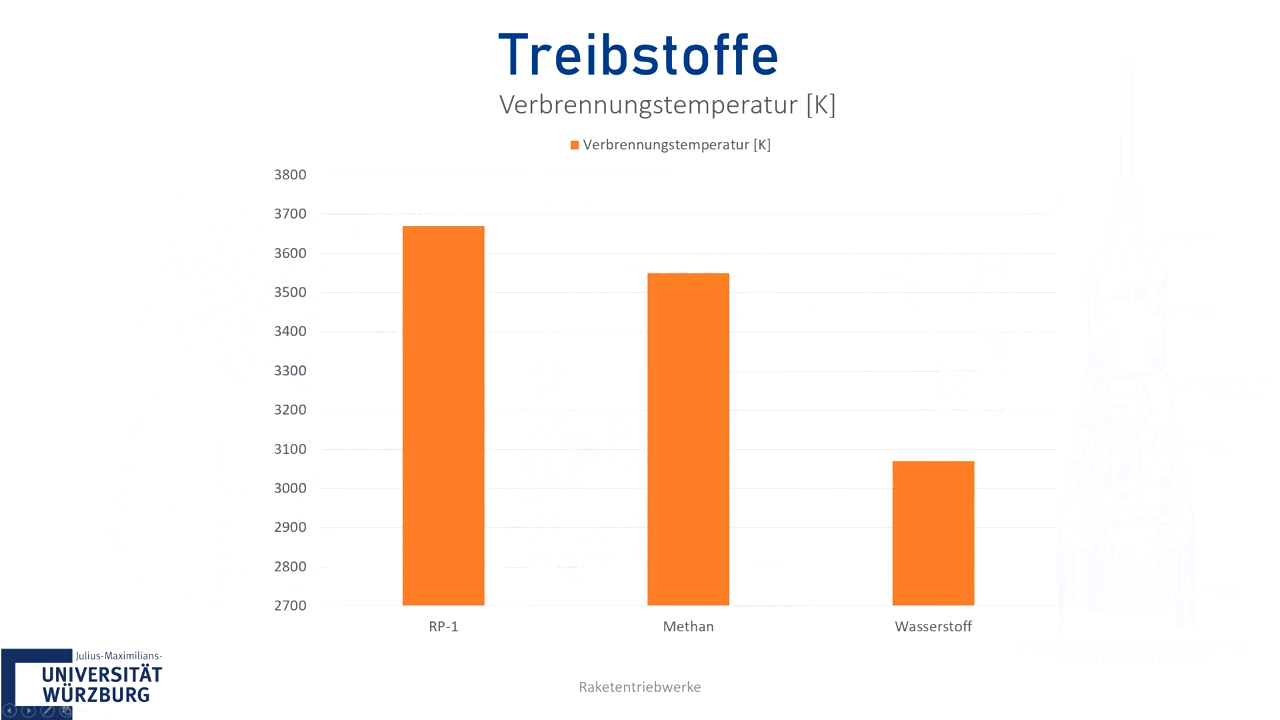 Treibstoffe
Verbrennungstemperatur [K]
Verbrennungstemperatur [K]
3800
3700
3600
3500
3400
3300
3200
3100
3000
2900
2800
2700
RP-1
Methan
Wasserstoff
Julius-Maximilians-
UNIVERSITÄT
WÜRZBURG
Raketentriebwerke